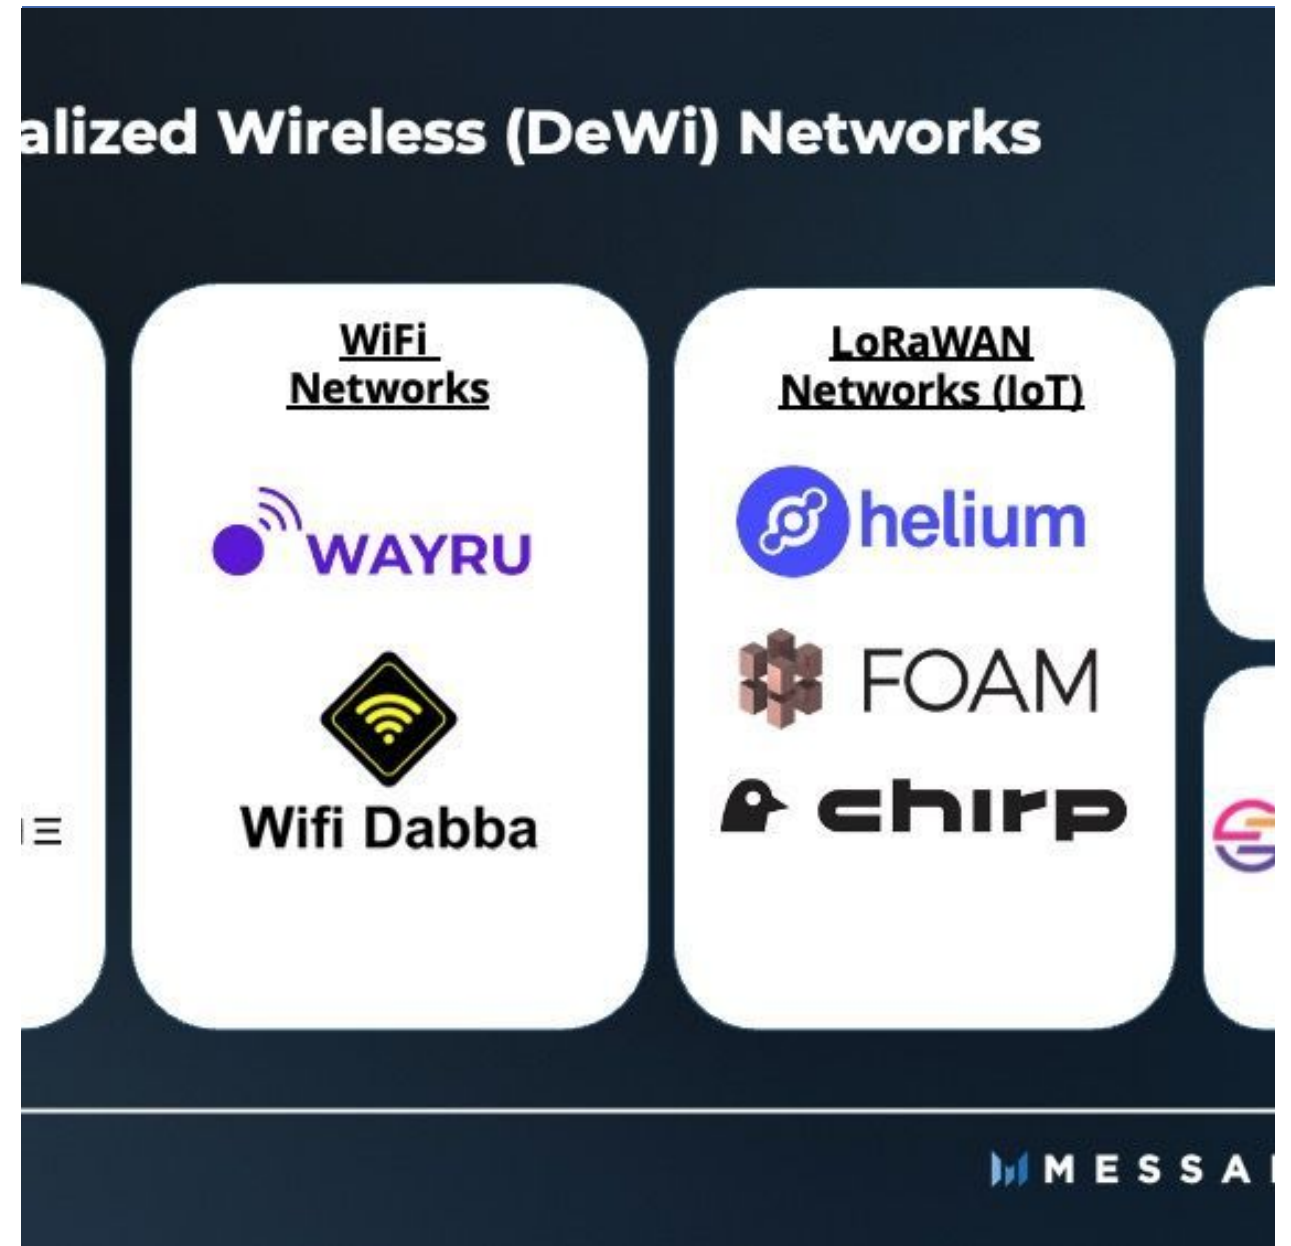 alized Wireless (DeWi) Networks
WiFi
Networks
WAYRU
Wifi Dabba
LoRaWAN
Networks (IoT)
helium
FOAM
chirp
MESSA